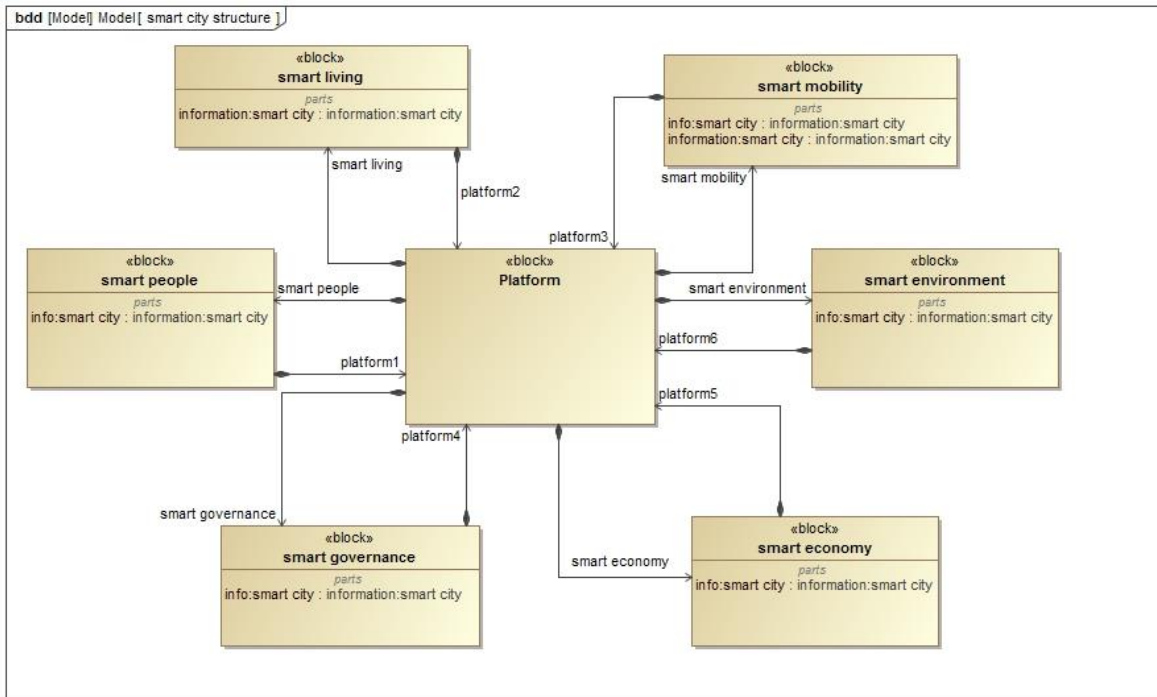 bdd [Model] Model[ smart city structure ]
«block»
smart living
parts
information:smart city : information:smart city
«block»
smart mobility
parts
info:smart city : information:smart city
information:smart city : information:smart city
smart living
platform2
smart mobility
platform3
«block»
smart people
parts
info:smart city : information:smart city
smart people
platform1
«block»
Platform
smart environment
platform6
platform5
platform4
«block»
smart environment
parts
info:smart city : information:smart city
smart governance
«block»
smart governance
parts
info:smart city : information:smart city
smart economy
«block»
smart economy
parts
info:smart city : information:smart city